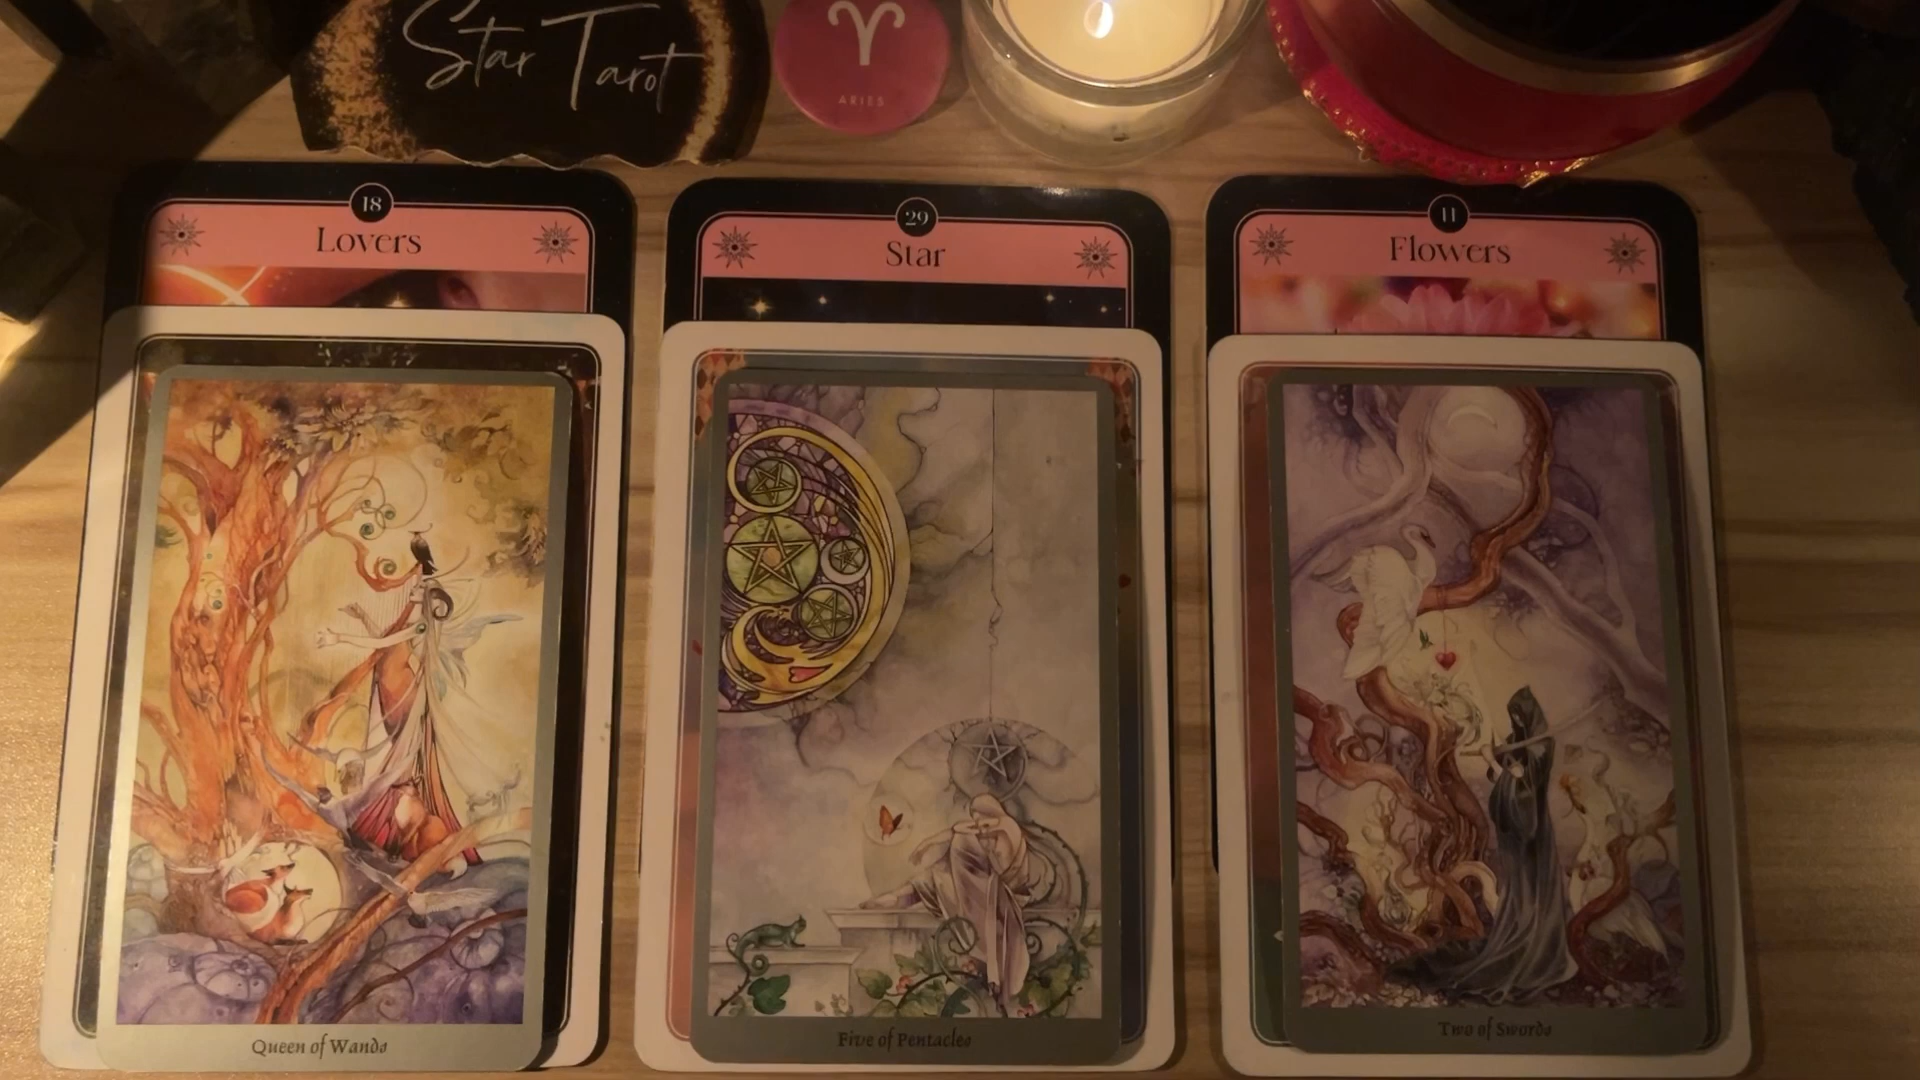 Star Tarot
ARIES
18
Lovers
29
Star
11
Flowers
Queen of Wands
Five of Pentacles
Two of Swords